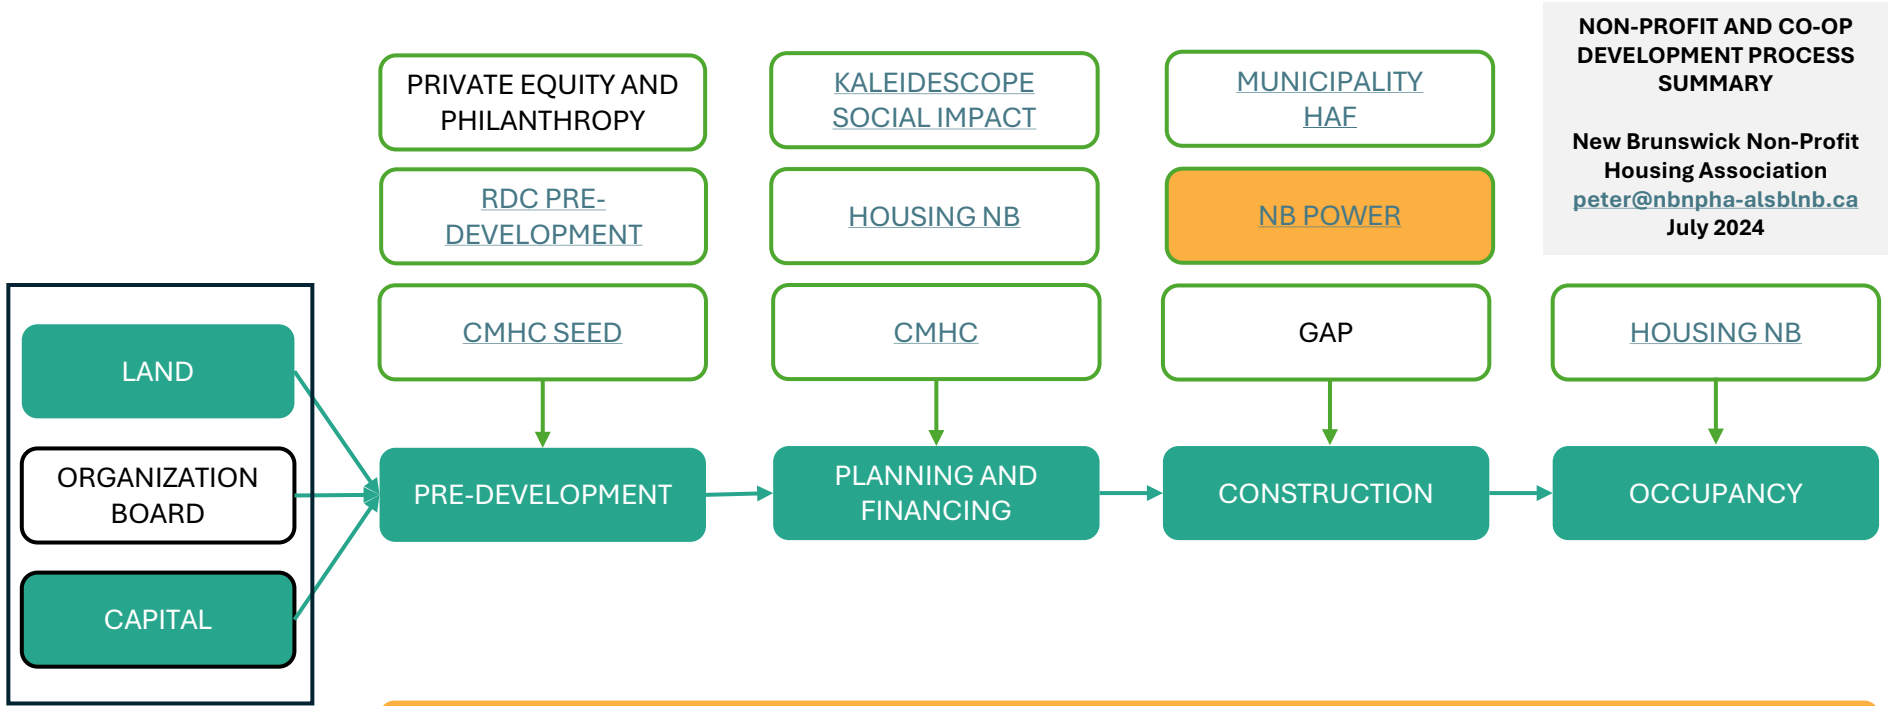 NON-PROFIT AND CO-OP
DEVELOPMENT PROCESS
SUMMARY
New Brunswick Non-Profit
Housing Association
peter@nbnpha-alsblnb.ca
July 2024
PRIVATE EQUITY AND
PHILANTHROPY
KALEIDESCOPE
SOCIAL IMPACT
MUNICIPALITY
HAF
RDC PRE-
DEVELOPMENT
HOUSING NB
NB POWER
CMHC SEED
CMHC
GAP
HOUSING NB
LAND
ORGANIZATION
BOARD
CAPITAL
PRE-DEVELOPMENT
PLANNING AND
FINANCING
CONSTRUCTION
OCCUPANCY